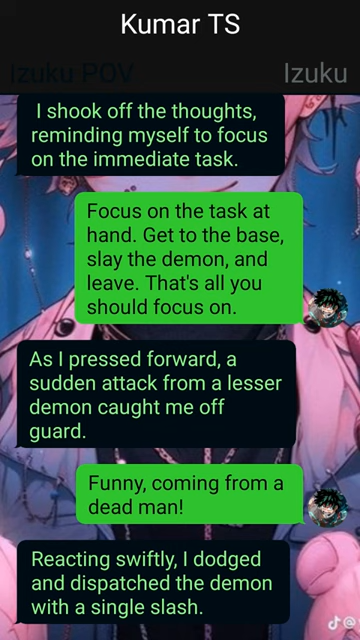 Kumar TS
Izuku POV
Izuku
I shook off the thoughts,
reminding myself to focus
on the immediate task.
Focus on the task at
hand. Get to the base,
slay the demon, and
leave. That's all you
should focus on.
As I pressed forward, a
sudden attack from a lesser
demon caught me off
guard.
Funny, coming from a
dead man!
Reacting swiftly, I dodged
and dispatched the demon
with a single slash.
@